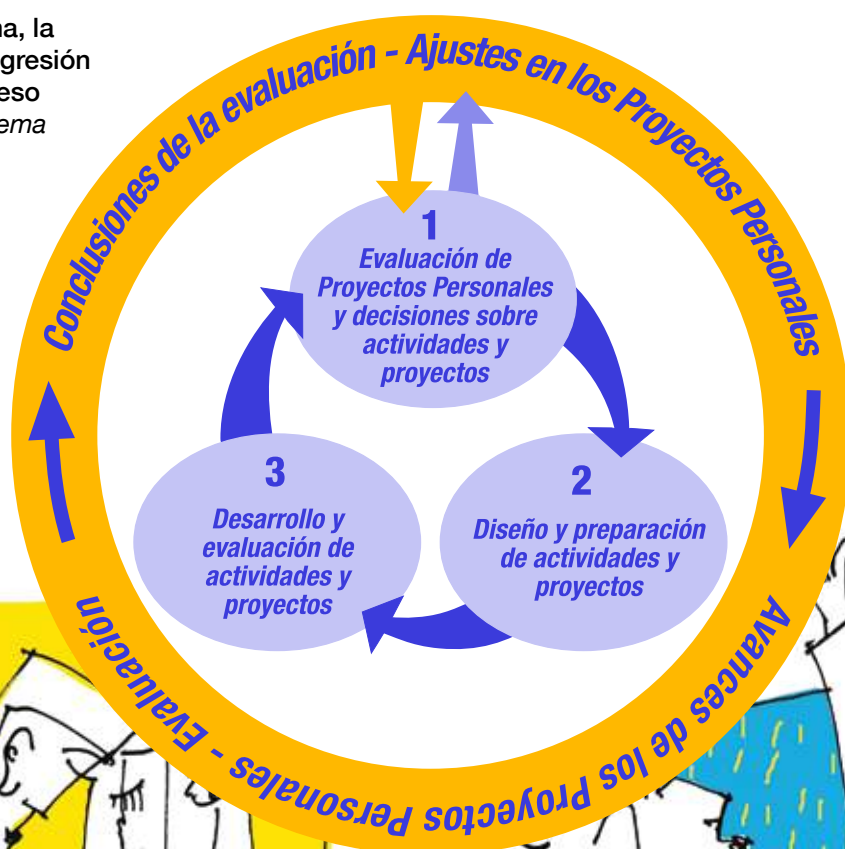 na, la
gresión
eso
ema
Conclusiones de la evaluación - Ajustes en los Proyectos Personales
Avances de los Proyectos Personales - Evaluación
1
Evaluación de
Proyectos Personales
y decisiones sobre
actividades y
proyectos
2
Diseño y preparación
de actividades y
proyectos
3
Desarrollo y
evaluación de
actividades y
proyectos